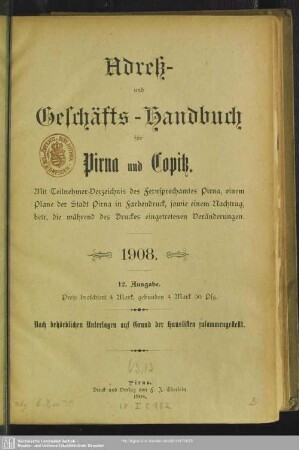 Adreß-
und
Geschäfts-Handbuch
für
Pirna und Copitz.
Mit Teilnehmer-Verzeichnis des Fernsprechamtes Pirna, einem
Plane der Stadt Pirna in Farbendruck, sowie einem Nachtrag,
betr. die während des Druckes eingetretenen Veränderungen.
1908.
12. Ausgabe.
Preis broschiert 4 Mark, gebunden 4 Mark 50 Pfg.
Nach behördlichen Unterlagen auf Grund der Hauslisten zusammengestellt.
Pirna.
Druck und Verlag von F. J. Eberlein
1908.